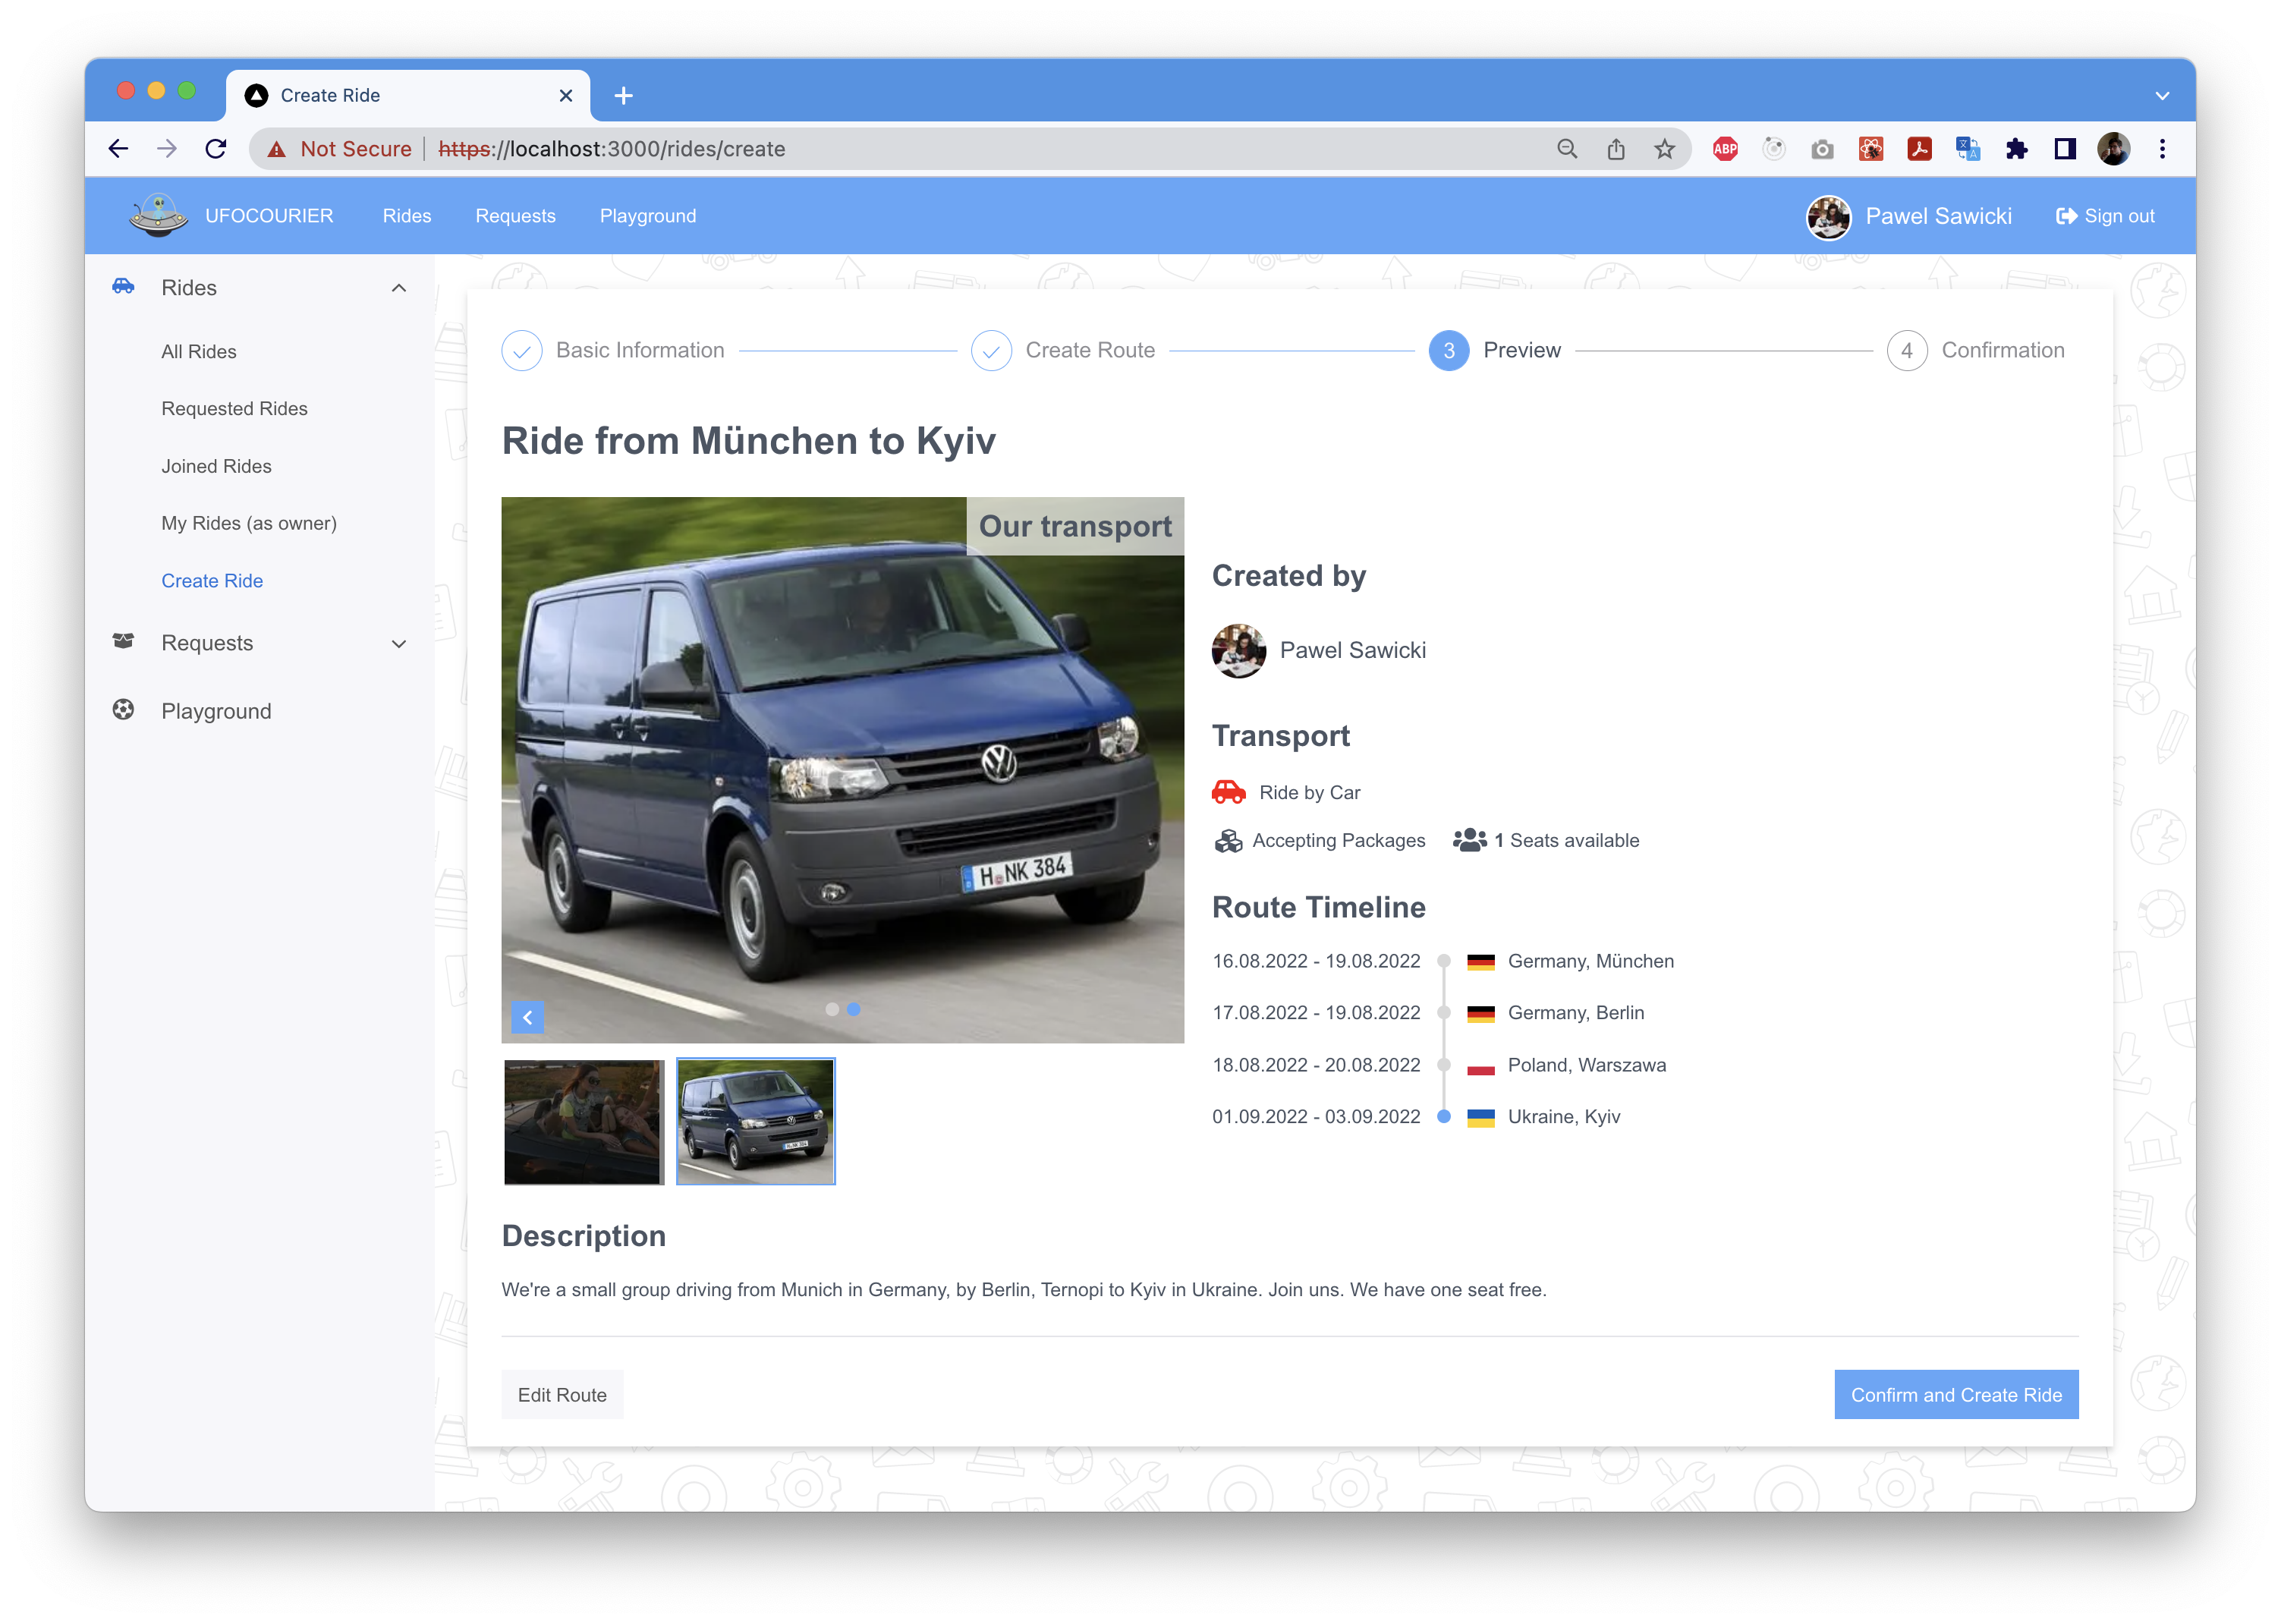 Create Ride
Not Secure
https://localhost:3000/rides/create
ABP
UFOCOURIER Rides Requests Playground
Pawel Sawicki
Sign out
Rides
All Rides
Requested Rides
Joined Rides
My Rides (as owner)
Create Ride
Requests
Playground
Basic Information
Create Route
3 Preview
4 Confirmation
Ride from München to Kyiv
Our transport
H NK 384
Created by
Pawel Sawicki
Transport
Ride by Car
Accepting Packages
1 Seats available
Route Timeline
16.08.2022 - 19.08.2022 Germany, München
17.08.2022 - 19.08.2022 Germany, Berlin
18.08.2022 - 20.08.2022 Poland, Warszawa
01.09.2022 - 03.09.2022 Ukraine, Kyiv
Description
We're a small group driving from Munich in Germany, by Berlin, Ternopi to Kyiv in Ukraine. Join uns. We have one seat free.
Edit Route
Confirm and Create Ride